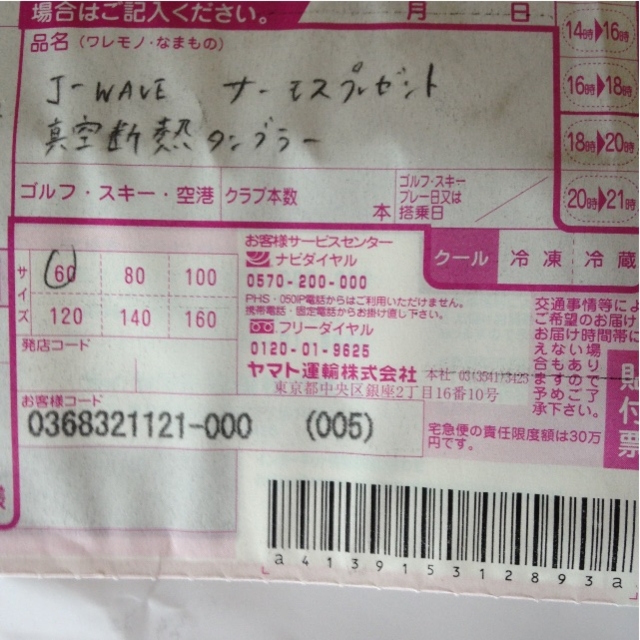 場合はご記入ください。
月 日
品名（ワレモノ・なまもの）
J-WAVE サーモスプレゼント
真空断熱タンブラー
14時▶16時
16時▶18時
18時▶20時
20時▶21時
ゴルフ・スキー・空港
クラブ本数
本
ゴルフ・スキー
プレー日又は
搭乗日
サイズ
60 80 100
120 140 160
発店コード
お客様サービスセンター
ナビダイヤル
0570-200-000
PHS・050IP電話からはご利用いただけません。
携帯電話・固定電話からお掛け直し下さい。
フリーダイヤル
0120-01-9625
ヤマト運輸株式会社 本社 03(3541)3423
東京都中央区銀座2丁目16番10号
クール 冷凍 冷蔵
交通事情等によ
ご希望のお届け
お届け時間帯に
えない場
合もあり
ますので
予めご了
承下さい。
貼付票
お客様コード
0368321121-000 (005)
宅急便の責任限度額は30万
円です。
a413915312893a